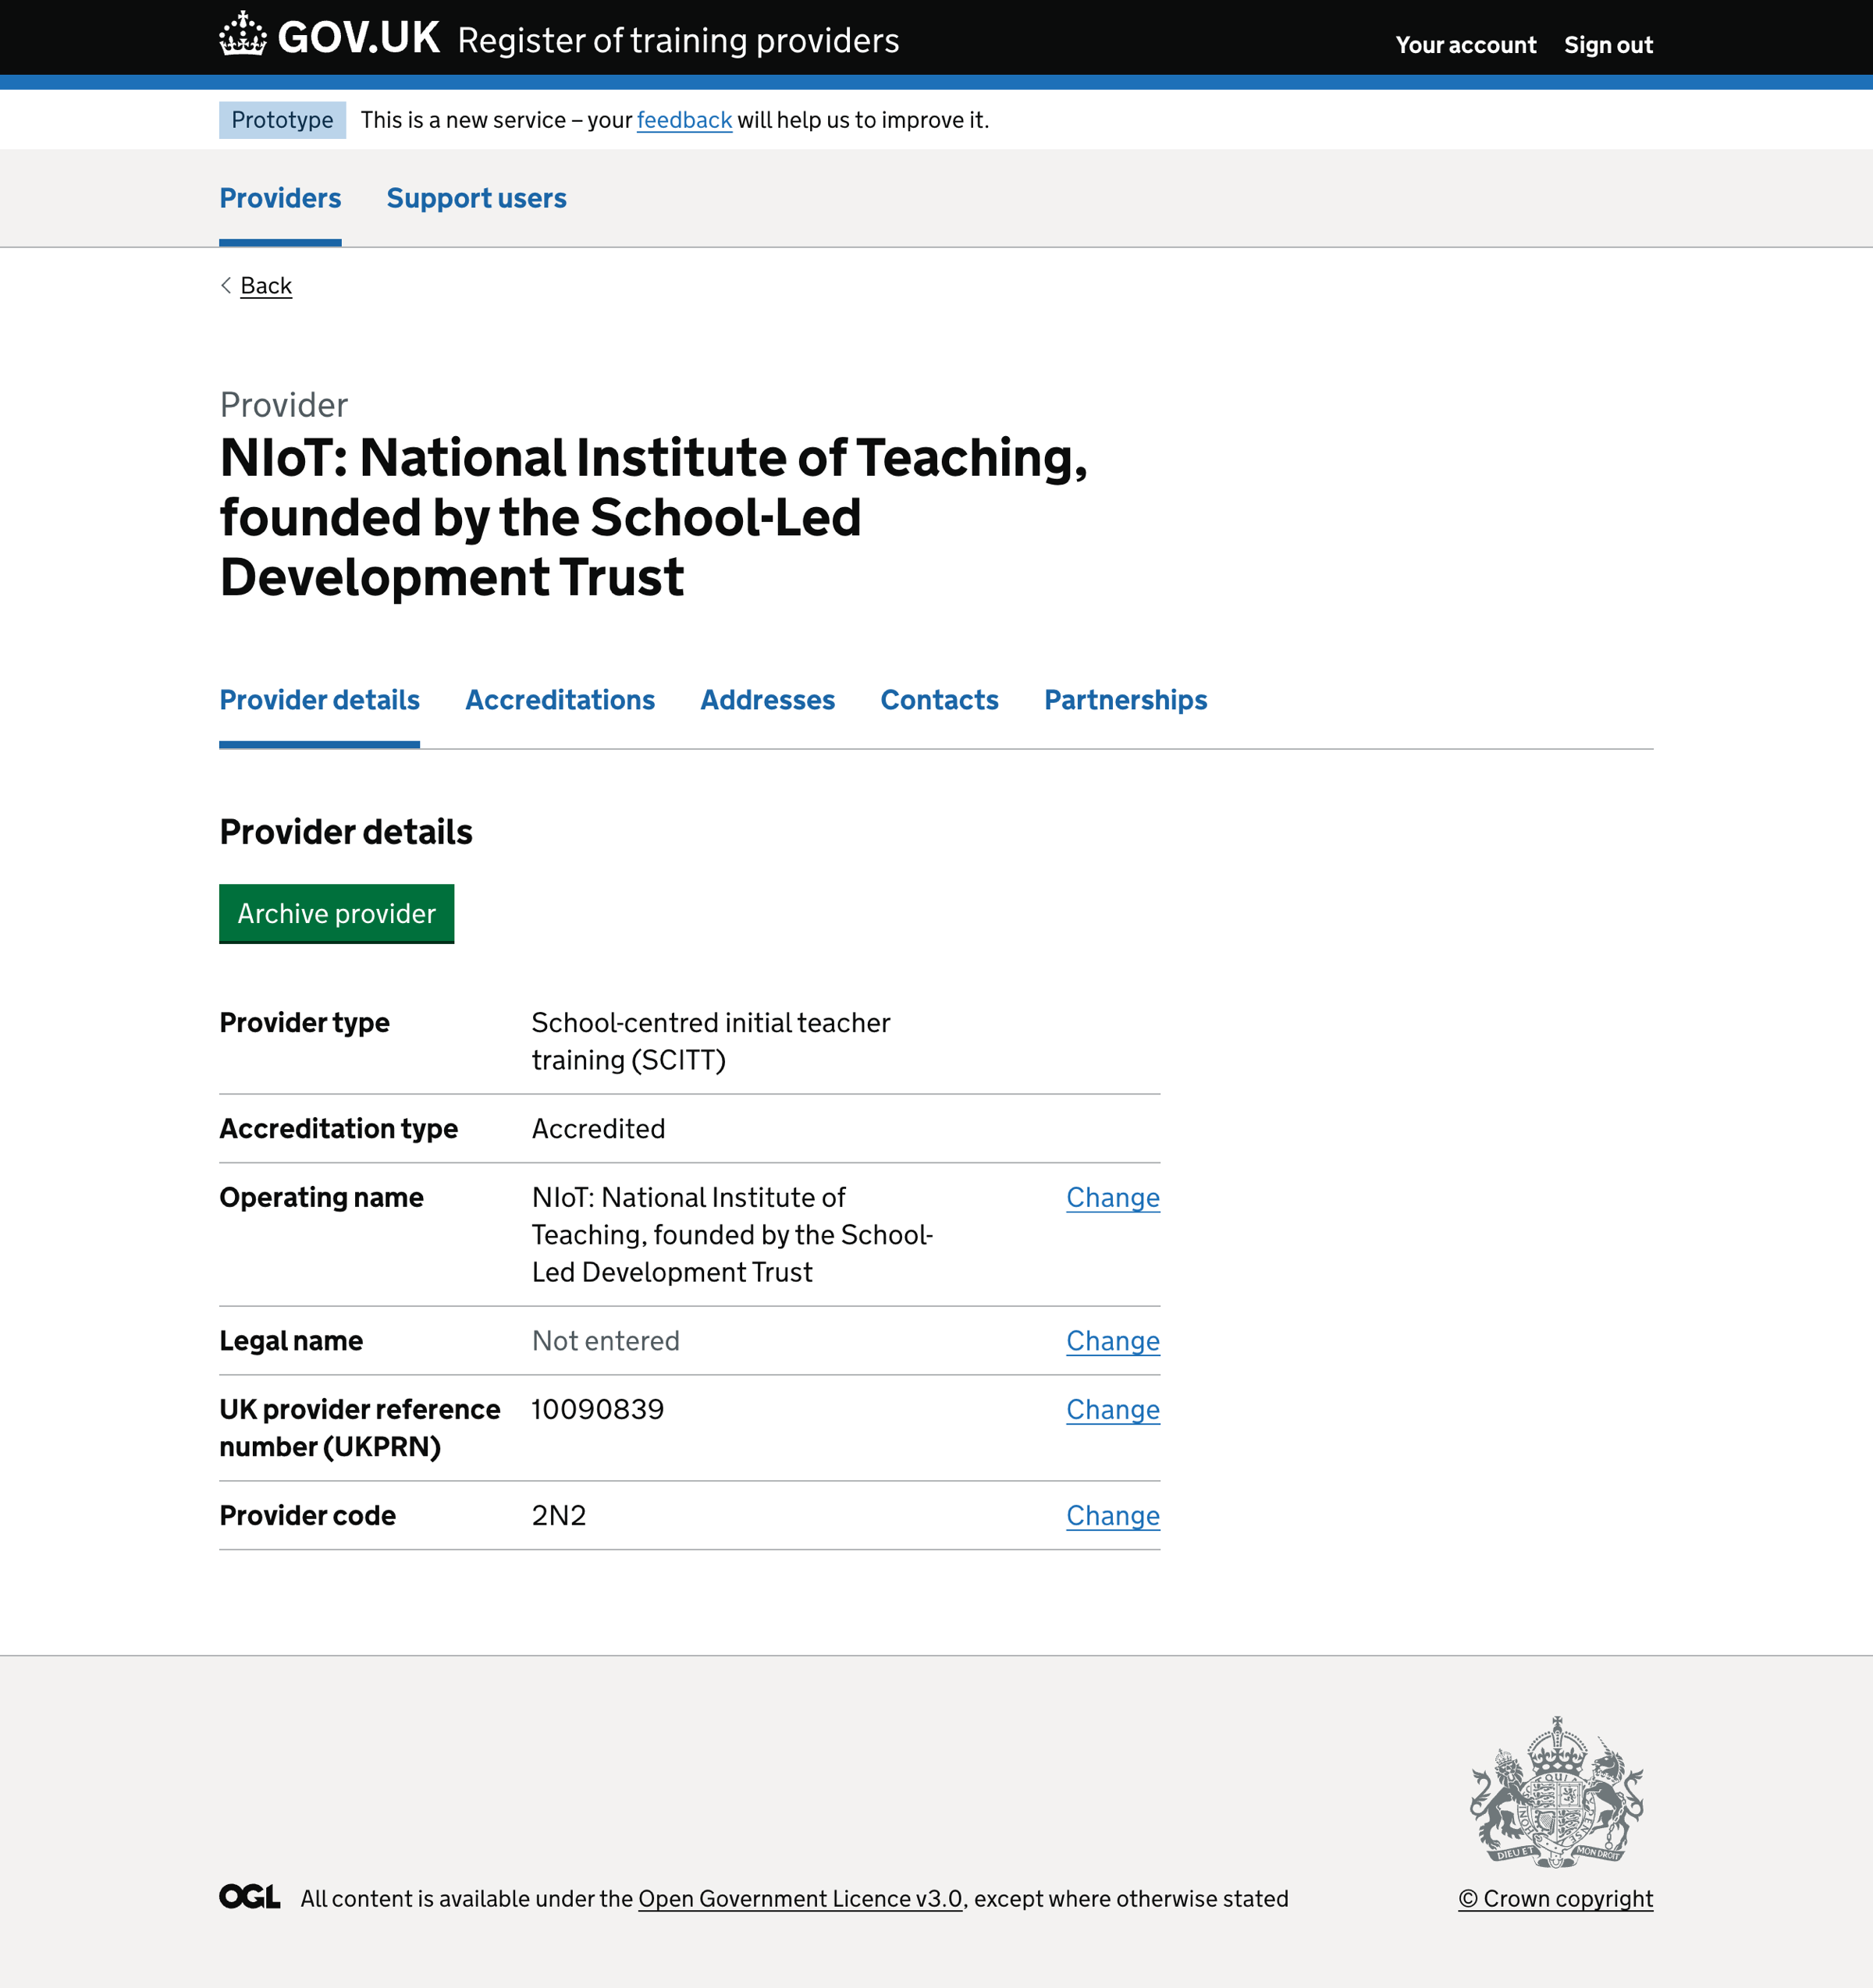 GOV.UK Register of training providers Your account Sign out
Prototype This is a new service – your feedback will help us to improve it.
Providers Support users
Back
Provider
NIoT: National Institute of Teaching,
founded by the School-Led
Development Trust
Provider details Accreditations Addresses Contacts Partnerships
Provider details
Archive provider
Provider type School-centred initial teacher
training (SCITT)
Accreditation type Accredited
Operating name NIoT: National Institute of Change
Teaching, founded by the School-
Led Development Trust
Legal name Not entered Change
UK provider reference 10090839 Change
number (UKPRN)
Provider code 2N2 Change
DIEU ET MON DROIT
OGL All content is available under the Open Government Licence v3.0, except where otherwise stated © Crown copyright